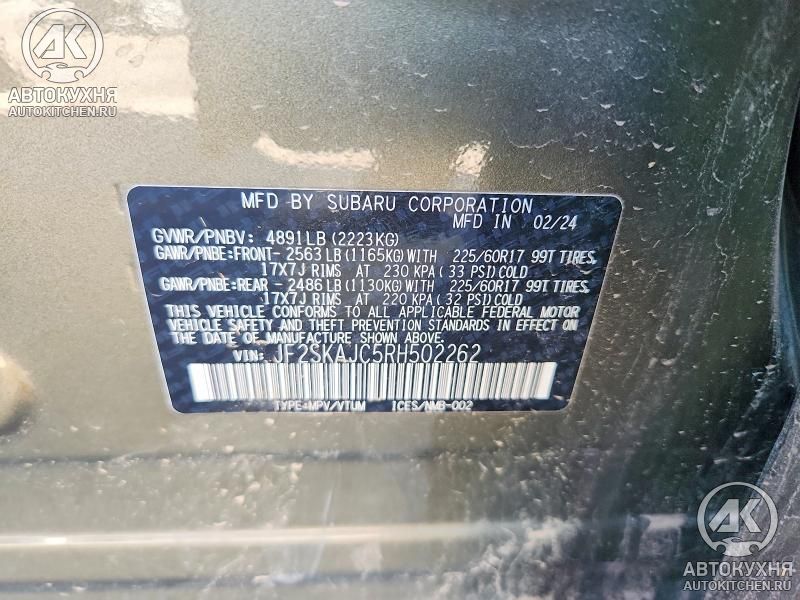 AK
АВТОКУХНЯ
AUTOKITCHEN.RU
MFD BY SUBARU CORPORATION
MFD IN 02/24
GVWR/PNBV: 4891LB (2223KG)
GAWR/PNBE:FRONT- 2563LB (1165KG) WITH 225/60R17 99T TIRES,
17X7J RIMS AT 230 KPA (33 PSI) COLD
GAWR/PNBE:REAR - 2486LB (1130KG) WITH 225/60R17 99T TIRES,
17X7J RIMS AT 220 KPA (32 PSI) COLD
THIS VEHICLE CONFORMS TO ALL APPLICABLE FEDERAL MOTOR
VEHICLE SAFETY AND THEFT PREVENTION STANDARDS IN EFFECT ON
THE DATE OF MANUFACTURE SHOWN ABOVE.
VIN: JF2SKAJC5RH502262
TYPE:MPV/VTUM ICES/NMB-002
AK
АВТОКУХНЯ
AUTOKITCHEN.RU